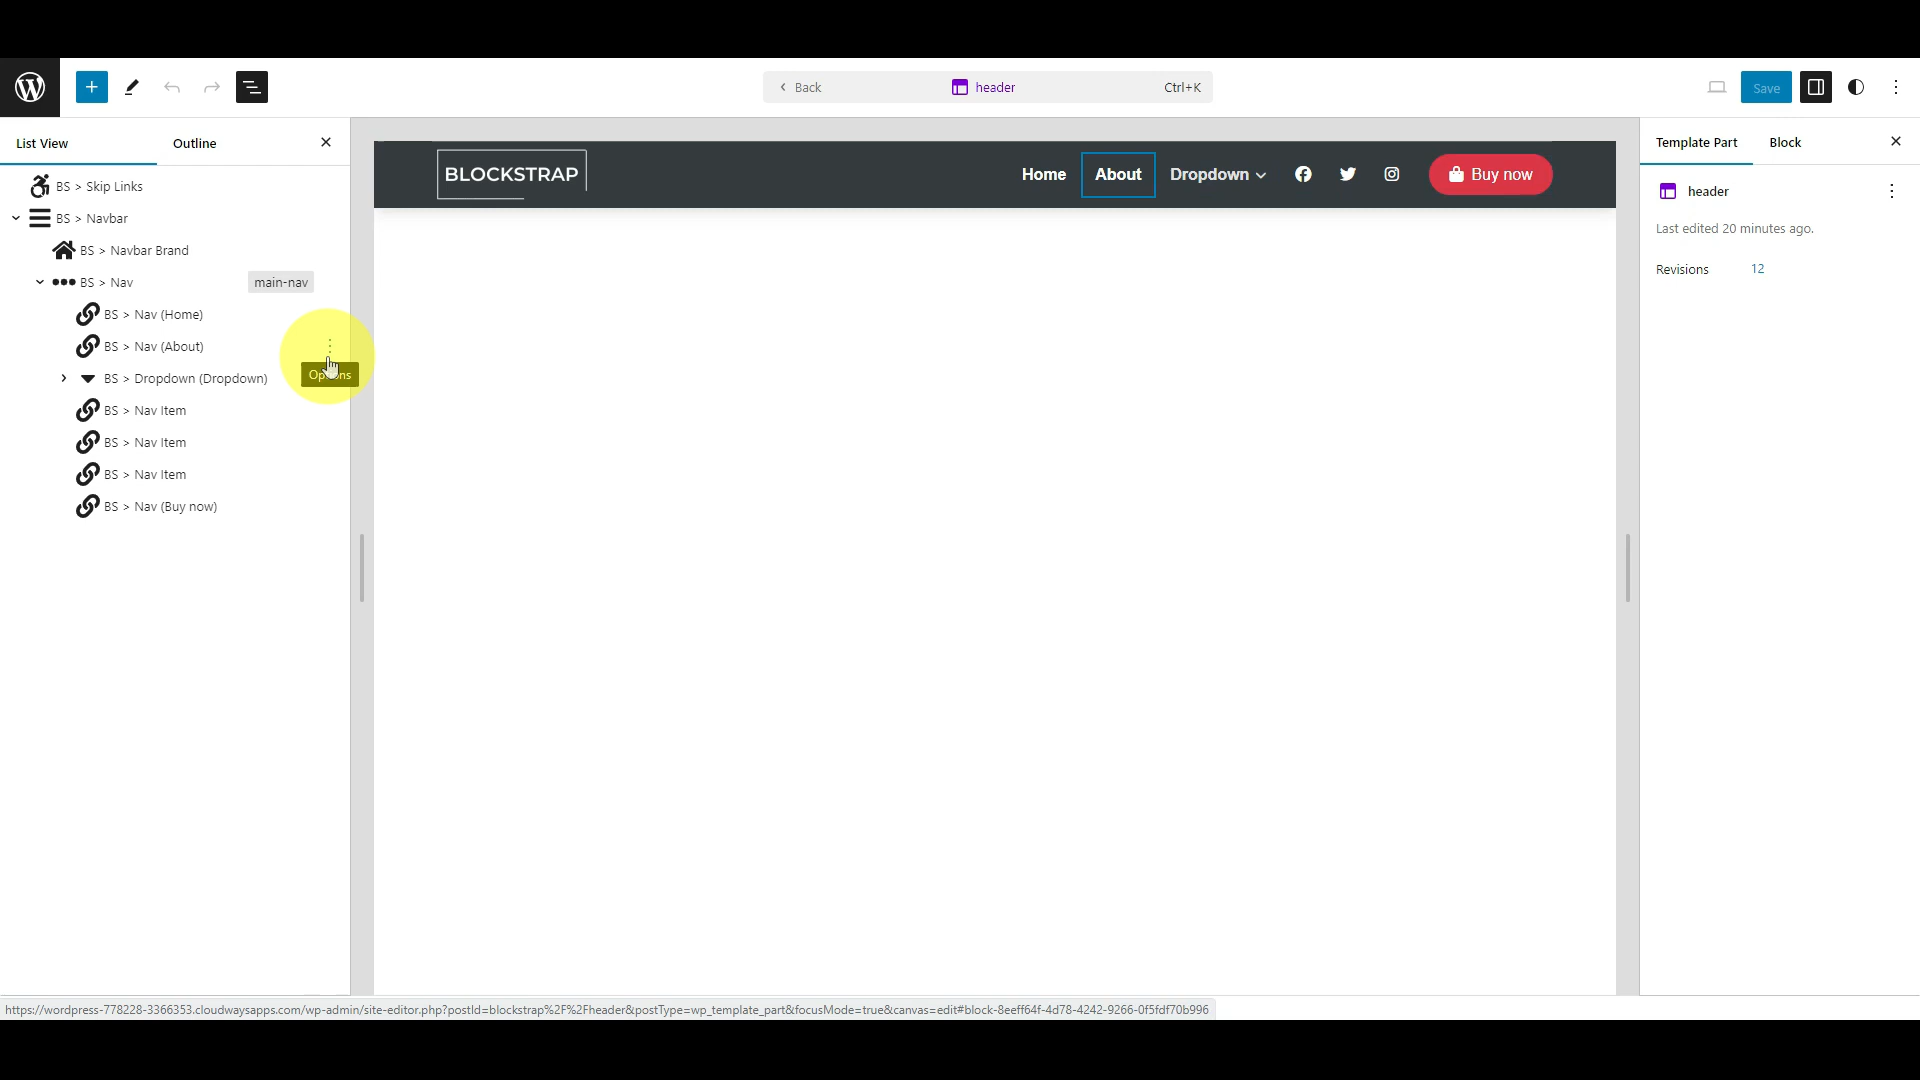 Back
header
Ctrl+K
Save
List View
Outline
BS > Skip Links
BS > Navbar
BS > Navbar Brand
BS > Nav
main-nav
BS > Nav (Home)
BS > Nav (About)
Options
BS > Dropdown (Dropdown)
BS > Nav Item
BS > Nav Item
BS > Nav Item
BS > Nav (Buy now)
BLOCKSTRAP
Home
About
Dropdown
Buy now
Template Part
Block
header
Last edited 20 minutes ago.
Revisions
12
https://wordpress-778228-3366353.cloudwaysapps.com/wp-admin/site-editor.php?postId=blockstrap%2F%2Fheader&postType=wp_template_part&focusMode=true&canvas=edit#block-8eeff64f-4d78-4242-9266-0f5fdf70b996